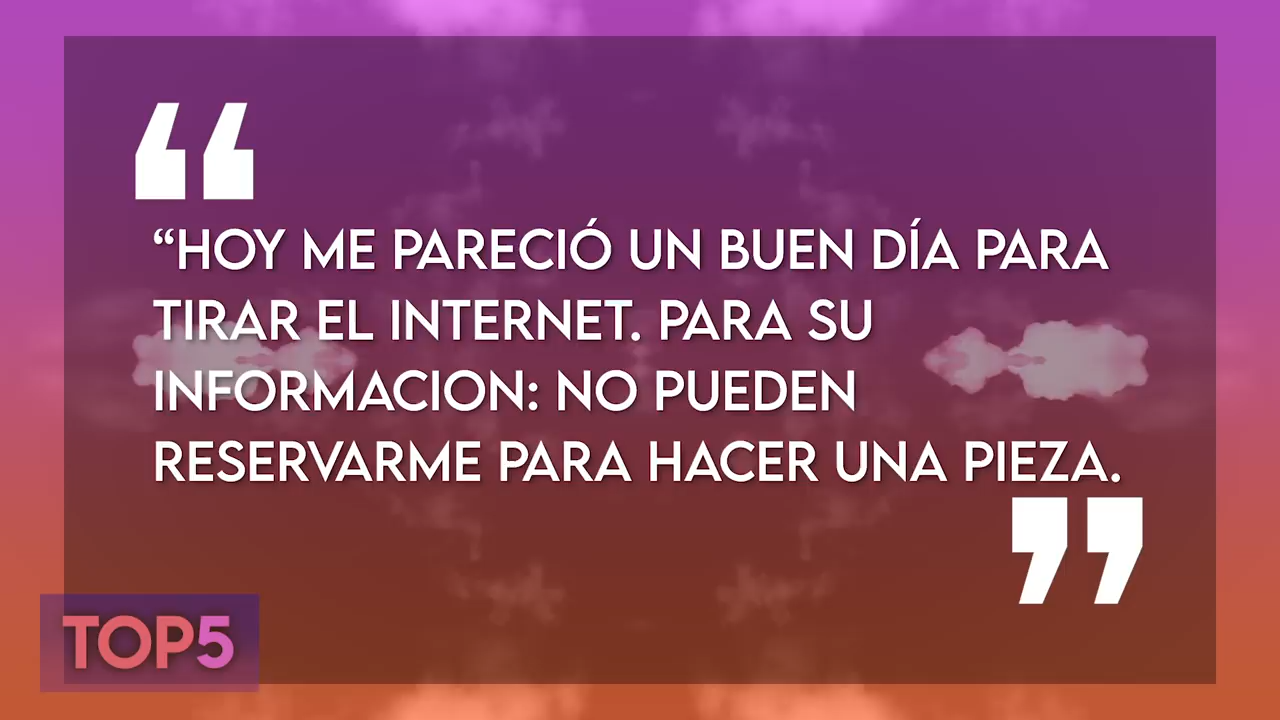 “
“HOY ME PARECIÓ UN BUEN DÍA PARA
TIRAR EL INTERNET. PARA SU
INFORMACION: NO PUEDEN
RESERVARME PARA HACER UNA PIEZA.
”
TOP5